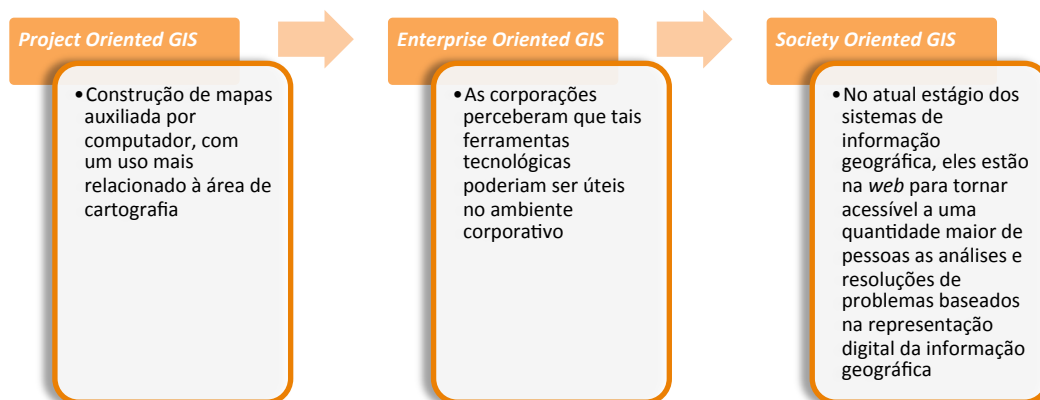 Project Oriented GIS
•Construção de mapas
auxiliada por
computador, com
um uso mais
relacionado à área de
cartografia
Enterprise Oriented GIS
•As corporações
perceberam que tais
ferramentas
tecnológicas
poderiam ser úteis
no ambiente
corporativo
Society Oriented GIS
•No atual estágio dos
sistemas de
informação
geográfica, eles estão
na web para tornar
acessível a uma
quantidade maior de
pessoas as análises e
resoluções de
problemas baseados
na representação
digital da informação
geográfica